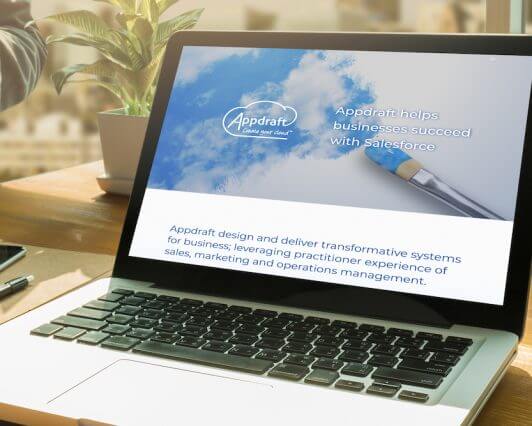 Appdraft
Create your cloud™
Appdraft helps
businesses succeed
with Salesforce
Appdraft design and deliver transformative systems
for business; leveraging practitioner experience of
sales, marketing and operations management.